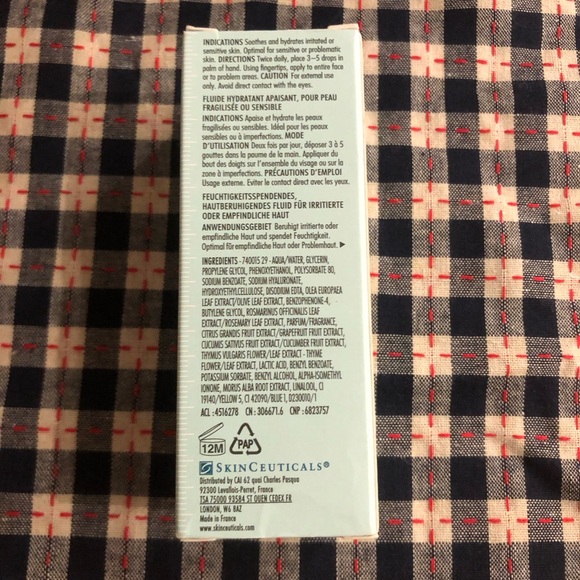 INDICATIONS Soothes and hydrates irritated or
sensitive skin. Optimal for sensitive or problematic
skin. DIRECTIONS Twice daily, place 3–5 drops in
palm of hand. Using fingertips, apply to entire face
or to problem areas. CAUTION For external use
only. Avoid direct contact with the eyes.
FLUIDE HYDRATANT APAISANT, POUR PEAU
FRAGILISÉE OU SENSIBLE
INDICATIONS Apaise et hydrate les peaux
fragilisées ou sensibles. Idéal pour les peaux
sensibles ou à imperfections. MODE
D'UTILISATION Deux fois par jour, déposer 3 à 5
gouttes dans la paume de la main. Appliquer du
bout des doigts sur l'ensemble du visage ou sur la
zone à imperfections. PRÉCAUTIONS D'EMPLOI
Usage externe. Eviter le contact direct avec les yeux.
FEUCHTIGKEITSSPENDENDES,
HAUTBERUHIGENDES FLUID FÜR IRRITIERTE
ODER EMPFINDLICHE HAUT
ANWENDUNGSGEBIET Beruhigt irritierte oder
empfindliche Haut und spendet Feuchtigkeit.
Optimal für empfindliche Haut oder Problemhaut. ►
INGREDIENTS - 740015 29 - AQUA/WATER, GLYCERIN,
PROPYLENE GLYCOL, PHENOXYETHANOL, POLYSORBATE 80,
SODIUM BENZOATE, SODIUM HYALURONATE,
HYDROXYETHYLCELLULOSE, DISODIUM EDTA, OLEA EUROPAEA
LEAF EXTRACT/OLIVE LEAF EXTRACT, BENZOPHENONE-4,
BUTYLENE GLYCOL, ROSMARINUS OFFICINALIS LEAF
EXTRACT/ROSEMARY LEAF EXTRACT, PARFUM/FRAGRANCE,
CITRUS GRANDIS FRUIT EXTRACT/GRAPEFRUIT FRUIT EXTRACT,
CUCUMIS SATIVUS FRUIT EXTRACT/CUCUMBER FRUIT EXTRACT,
THYMUS VULGARIS FLOWER/LEAF EXTRACT - THYME
FLOWER/LEAF EXTRACT, LACTIC ACID, BENZYL BENZOATE,
POTASSIUM SORBATE, BENZYL ALCOHOL, ALPHA-ISOMETHYL
IONONE, MORUS ALBA ROOT EXTRACT, LINALOOL, CI
19140/YELLOW 5, CI 42090/BLUE 1, D230010/1
ACL : 4516278 CN : 306671.6 CNP : 6823757
12M
PAP
SKINCEUTICALS®
Distributed by CAI 62 quai Charles Pasqua
92300 Levallois-Perret, France
TSA 75000 93584 ST OUEN CEDEX FR
LONDON, W6 8AZ
Made in France
www.skinceuticals.com